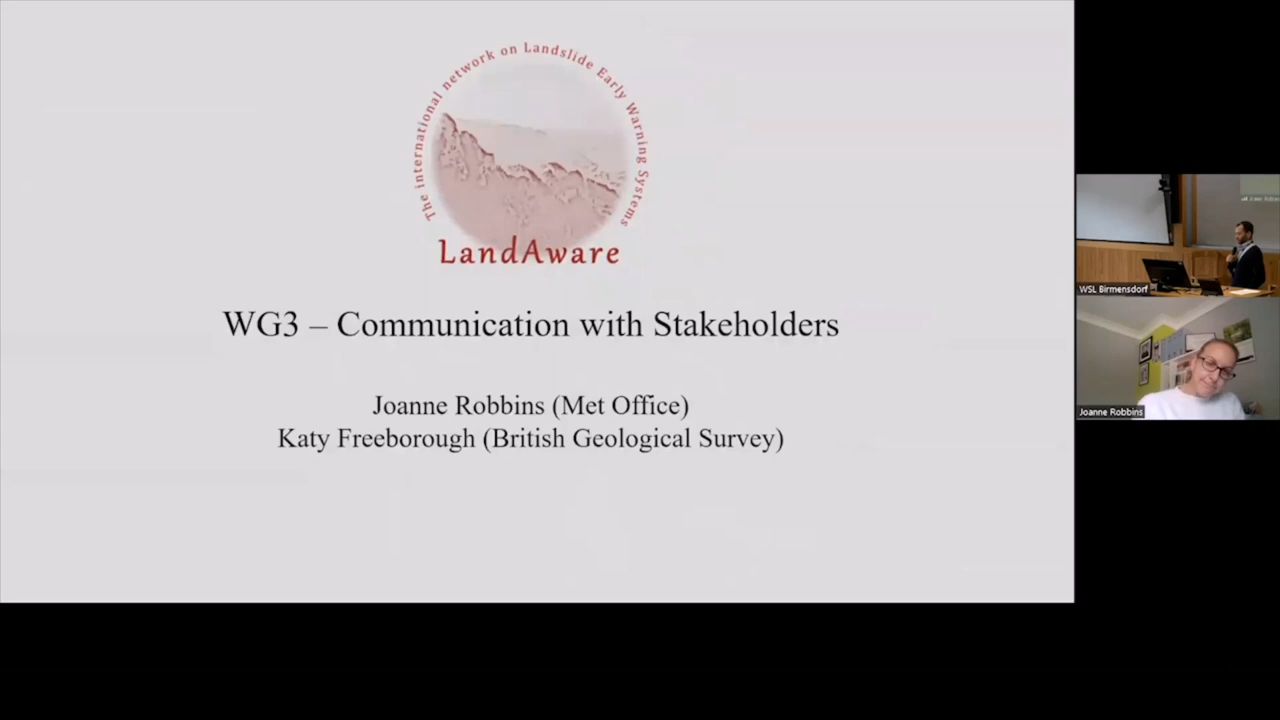 The international network on Landslide Early Warning Systems
LandAware
WG3 – Communication with Stakeholders
Joanne Robbins (Met Office)
Katy Freeborough (British Geological Survey)
WSL Birmensdorf
Joanne Robbins